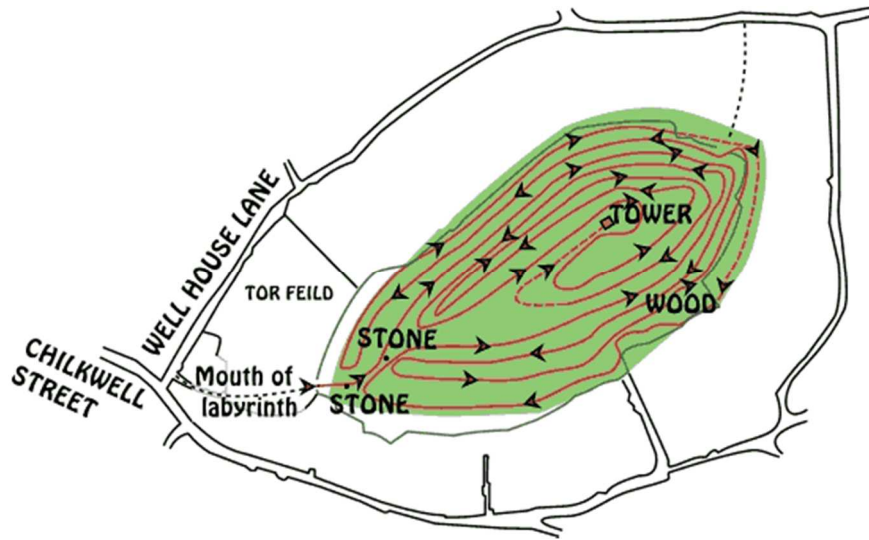 TOWER
WELL HOUSE LANE
TOR FEILD
WOOD
STONE
CHILKWELL
STREET
Mouth of
labyrinth
STONE